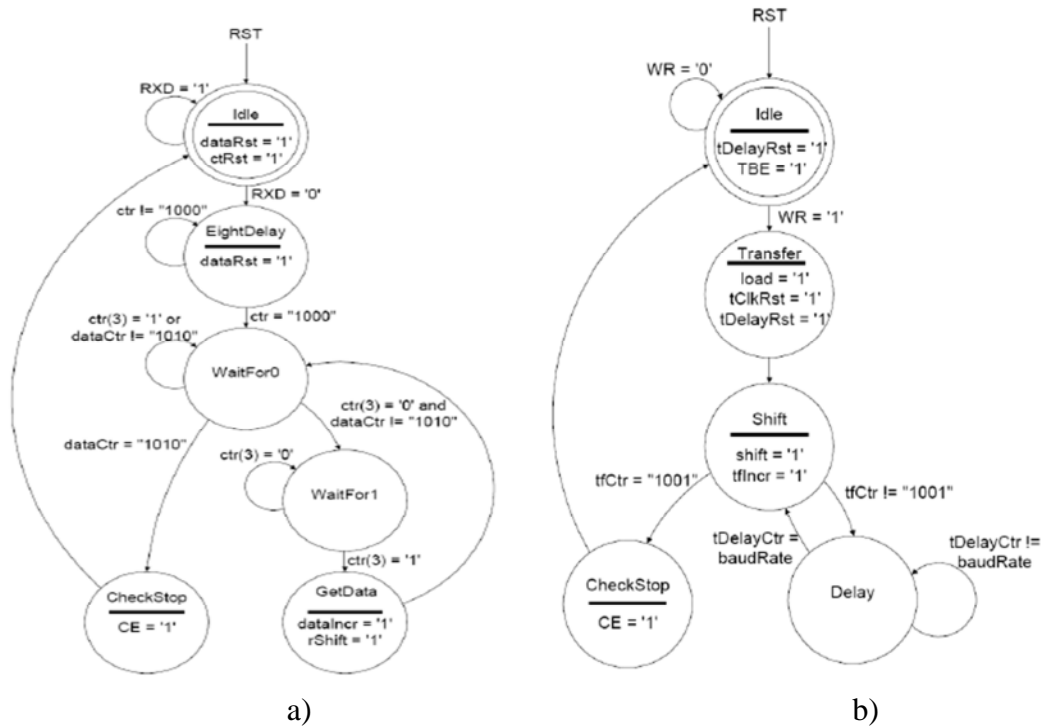 RST
RXD = '1'
Idle
dataRst = '1'
ctRst = '1'
RXD = '0'
ctr != "1000"
EightDelay
dataRst = '1'
ctr = "1000"
ctr(3) = '1' or
dataCtr != "1010"
WaitFor0
ctr(3) = '0' and
dataCtr != "1010"
dataCtr = "1010"
ctr(3) = '0'
WaitFor1
ctr(3) = '1'
CheckStop
CE = '1'
GetData
dataIncr = '1'
rShift = '1'
a)
RST
WR = '0'
Idle
tDelayRst = '1'
TBE = '1'
WR = '1'
Transfer
load = '1'
tClkRst = '1'
tDelayRst = '1'
Shift
shift = '1'
tfIncr = '1'
tfCtr = "1001"
tfCtr != "1001"
tDelayCtr =
baudRate
tDelayCtr !=
baudRate
CheckStop
CE = '1'
Delay
b)